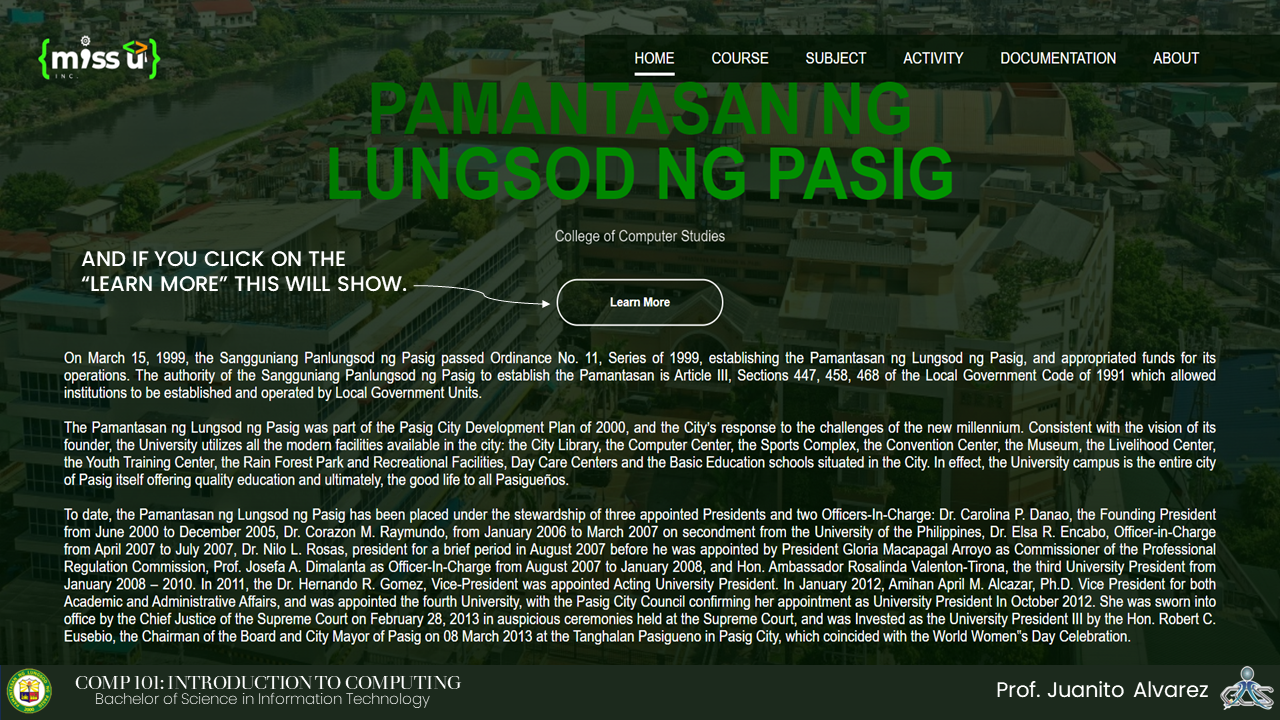 {miss u}
INC.
HOME COURSE SUBJECT ACTIVITY DOCUMENTATION ABOUT
PAMANTASAN NG
LUNGSOD NG PASIG
College of Computer Studies
AND IF YOU CLICK ON THE
“LEARN MORE” THIS WILL SHOW.
Learn More
On March 15, 1999, the Sangguniang Panlungsod ng Pasig passed Ordinance No. 11, Series of 1999, establishing the Pamantasan ng Lungsod ng Pasig, and appropriated funds for its
operations. The authority of the Sangguniang Panlungsod ng Pasig to establish the Pamantasan is Article III, Sections 447, 458, 468 of the Local Government Code of 1991 which allowed
institutions to be established and operated by Local Government Units.
The Pamantasan ng Lungsod ng Pasig was part of the Pasig City Development Plan of 2000, and the City's response to the challenges of the new millennium. Consistent with the vision of its
founder, the University utilizes all the modern facilities available in the city: the City Library, the Computer Center, the Sports Complex, the Convention Center, the Museum, the Livelihood Center,
the Youth Training Center, the Rain Forest Park and Recreational Facilities, Day Care Centers and the Basic Education schools situated in the City. In effect, the University campus is the entire city
of Pasig itself offering quality education and ultimately, the good life to all Pasigueños.
To date, the Pamantasan ng Lungsod ng Pasig has been placed under the stewardship of three appointed Presidents and two Officers-In-Charge: Dr. Carolina P. Danao, the Founding President
from June 2000 to December 2005, Dr. Corazon M. Raymundo, from January 2006 to March 2007 on secondment from the University of the Philippines, Dr. Elsa R. Encabo, Officer-in-Charge
from April 2007 to July 2007, Dr. Nilo L. Rosas, president for a brief period in August 2007 before he was appointed by President Gloria Macapagal Arroyo as Commissioner of the Professional
Regulation Commission, Prof. Josefa A. Dimalanta as Officer-In-Charge from August 2007 to January 2008, and Hon. Ambassador Rosalinda Valenton-Tirona, the third University President from
January 2008 – 2010. In 2011, the Dr. Hernando R. Gomez, Vice-President was appointed Acting University President. In January 2012, Amihan April M. Alcazar, Ph.D. Vice President for both
Academic and Administrative Affairs, and was appointed the fourth University, with the Pasig City Council confirming her appointment as University President In October 2012. She was sworn into
office by the Chief Justice of the Supreme Court on February 28, 2013 in auspicious ceremonies held at the Supreme Court, and was Invested as the University President III by the Hon. Robert C.
Eusebio, the Chairman of the Board and City Mayor of Pasig on 08 March 2013 at the Tanghalan Pasigueno in Pasig City, which coincided with the World Women‟s Day Celebration.
COMP 101: INTRODUCTION TO COMPUTING
Bachelor of Science in Information Technology
Prof. Juanito Alvarez